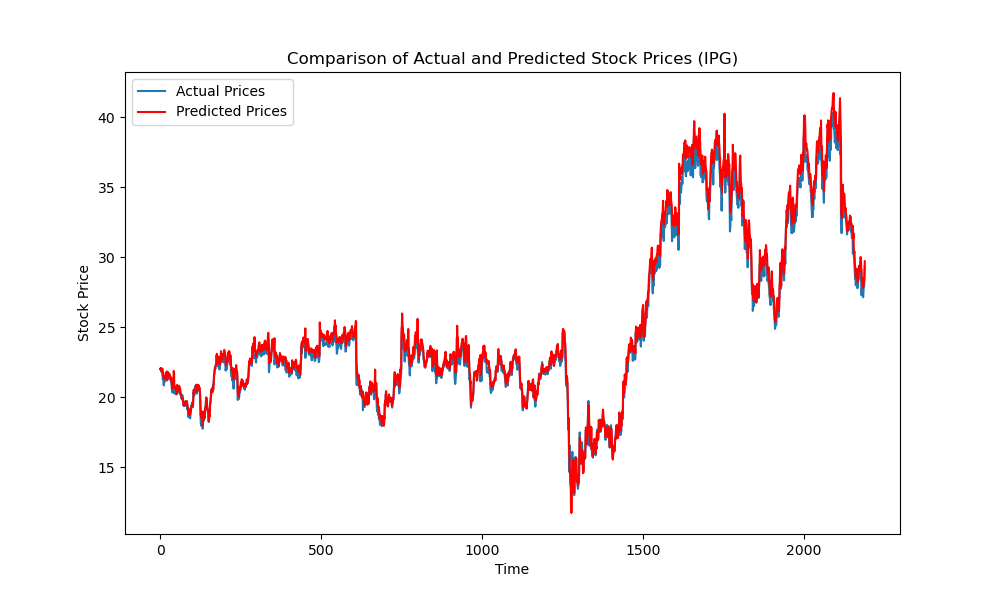 Comparison of Actual and Predicted Stock Prices (IPG)
Actual Prices
Predicted Prices
40
35
30
25
20
15
Stock Price
0 500 1000 1500 2000
Time